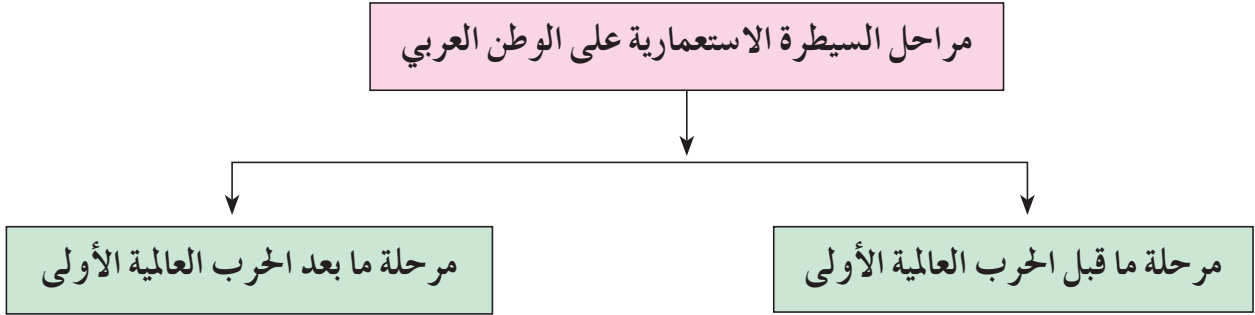 مراحل السيطرة الاستعمارية على الوطن العربي
مرحلة ما قبل الحرب العالمية الأولى
مرحلة ما بعد الحرب العالمية الأولى